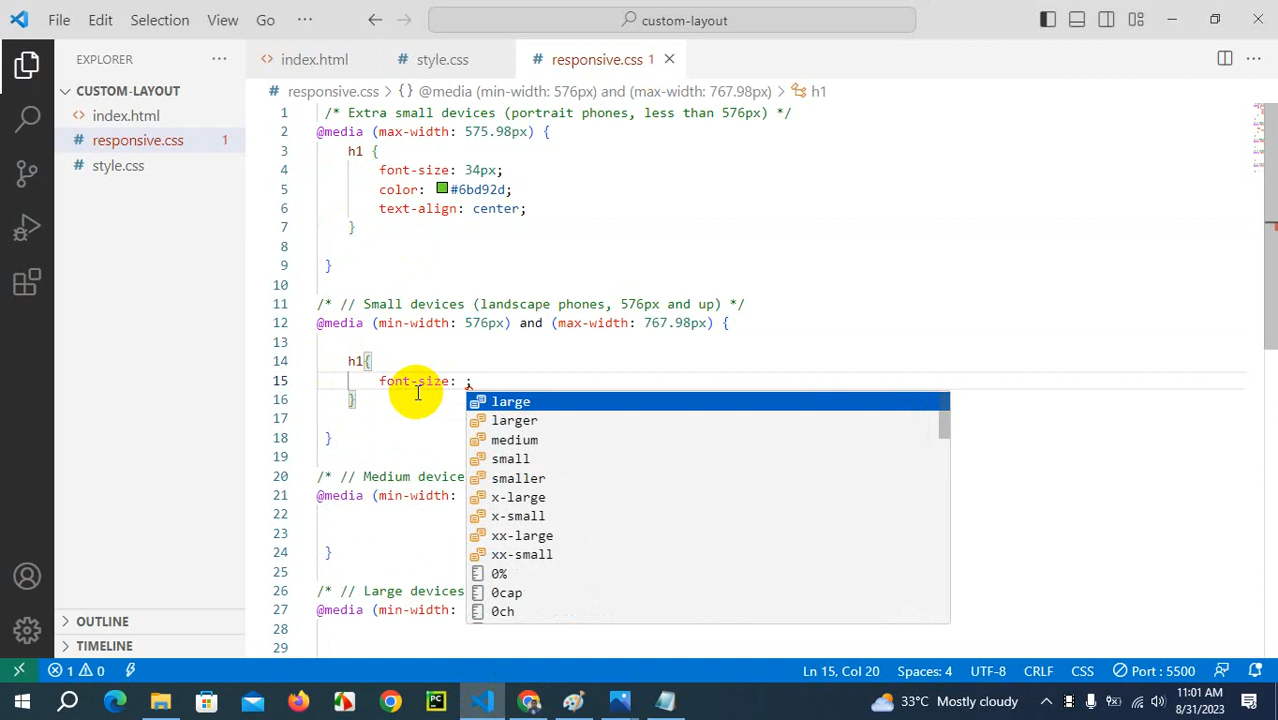 File Edit Selection View Go ··· custom-layout
EXPLORER ··· index.html style.css responsive.css 1
CUSTOM-LAYOUT
index.html
responsive.css 1
style.css
OUTLINE
TIMELINE
responsive.css > {} @media (min-width: 576px) and (max-width: 767.98px) > h1
1 /* Extra small devices (portrait phones, less than 576px) */
2 @media (max-width: 575.98px) {
3 h1 {
4 font-size: 34px;
5 color: #6bd92d;
6 text-align: center;
7 }
8
9 }
10
11 /* // Small devices (landscape phones, 576px and up) */
12 @media (min-width: 576px) and (max-width: 767.98px) {
13
14 h1{
15 font-size: ;
16 }
17
18 }
19
20 /* // Medium device
21 @media (min-width:
22
23
24 }
25
26 /* // Large devices
27 @media (min-width:
28
29
large
larger
medium
small
smaller
x-large
x-small
xx-large
xx-small
0%
0cap
0ch
1 0 Ln 15, Col 20 Spaces: 4 UTF-8 CRLF CSS Port : 5500
PC 33°C Mostly cloudy 11:01 AM
8/31/2023